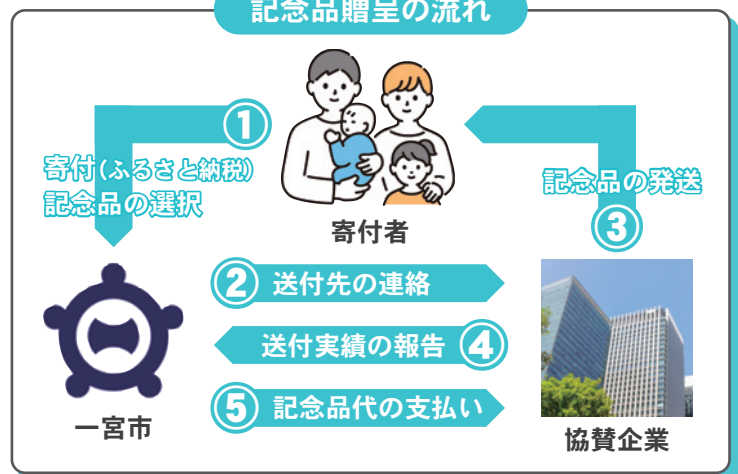 記念品贈呈の流れ
①
寄付(ふるさと納税)
記念品の選択
寄付者
記念品の発送
③
② 送付先の連絡
送付実績の報告 ④
⑤ 記念品代の支払い
一宮市
協賛企業